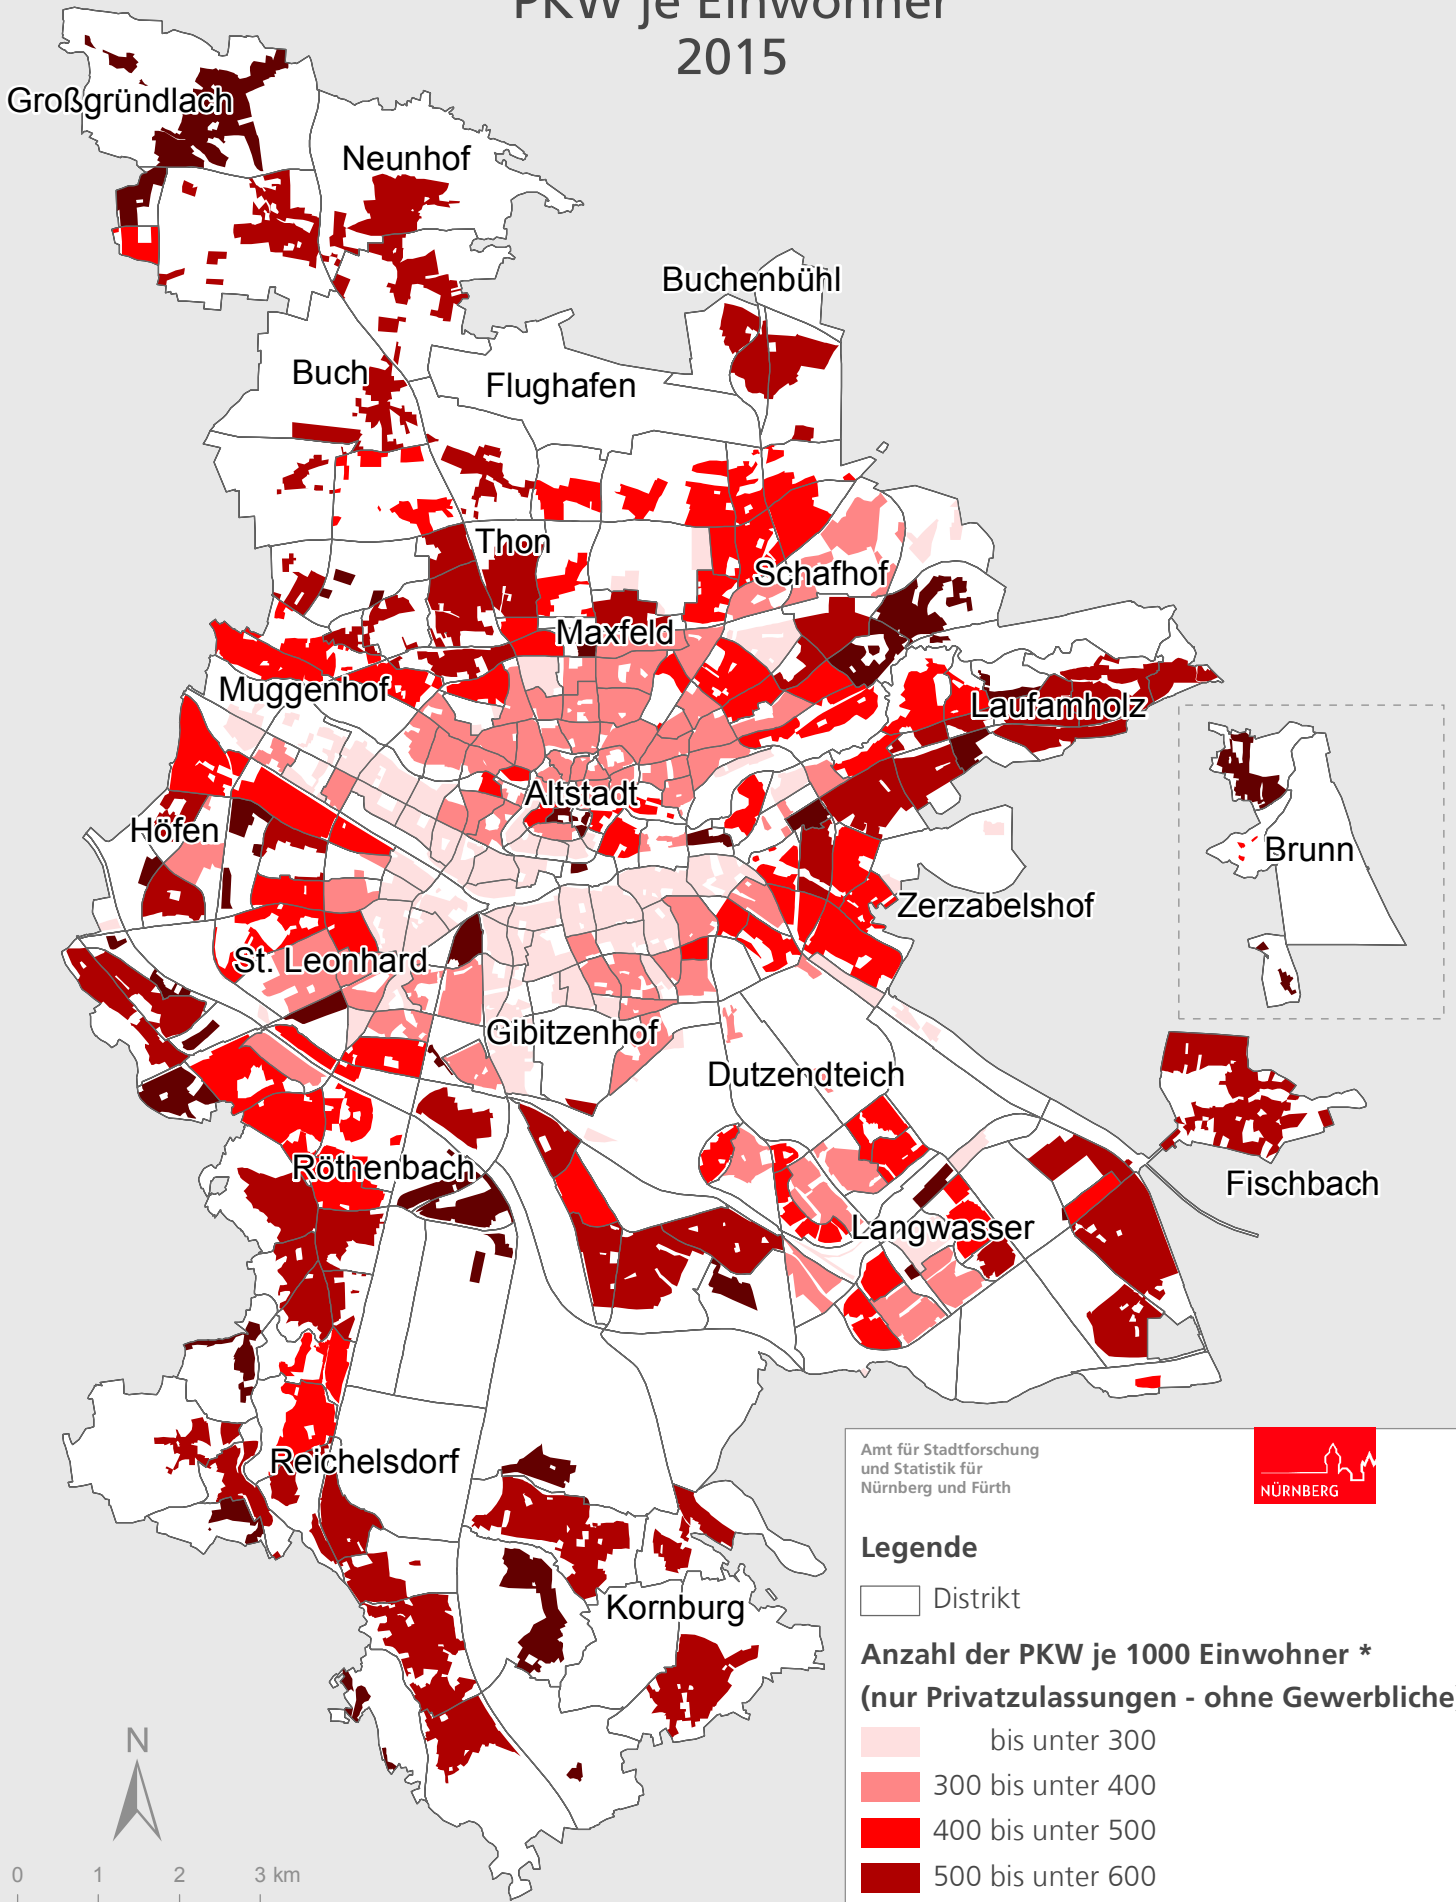 PKW je Einwohner
2015
Großgründlach
Neunhof
Buchenbühl
Buch
Flughafen
Thon
Schafhof
Maxfeld
Muggenhof
Laufamholz
Altstadt
Höfen
Brunn
Zerzabelshof
St. Leonhard
Gibitzenhof
Dutzendteich
Röthenbach
Fischbach
Langwasser
Reichelsdorf
Kornburg
Amt für Stadtforschung
und Statistik für
Nürnberg und Fürth
NÜRNBERG
Legende
Distrikt
Anzahl der PKW je 1000 Einwohner *
(nur Privatzulassungen - ohne Gewerbliche)
bis unter 300
300 bis unter 400
400 bis unter 500
500 bis unter 600
N
0 1 2 3 km